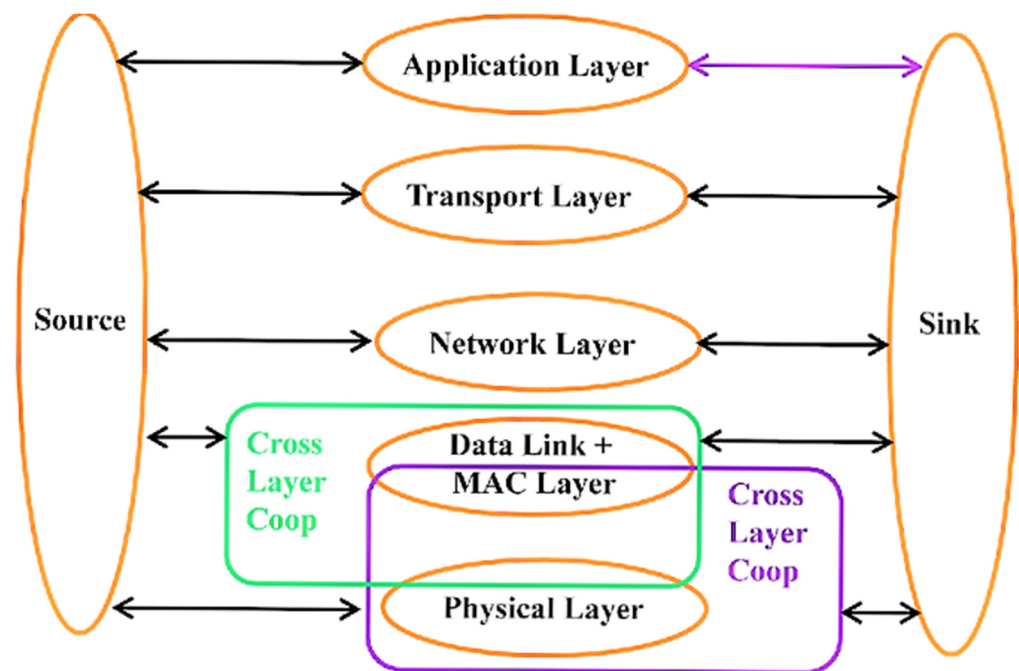 Application Layer
Transport Layer
Source
Sink
Network Layer
Cross
Layer
Coop
Data Link +
MAC Layer
Cross
Layer
Coop
Physical Layer